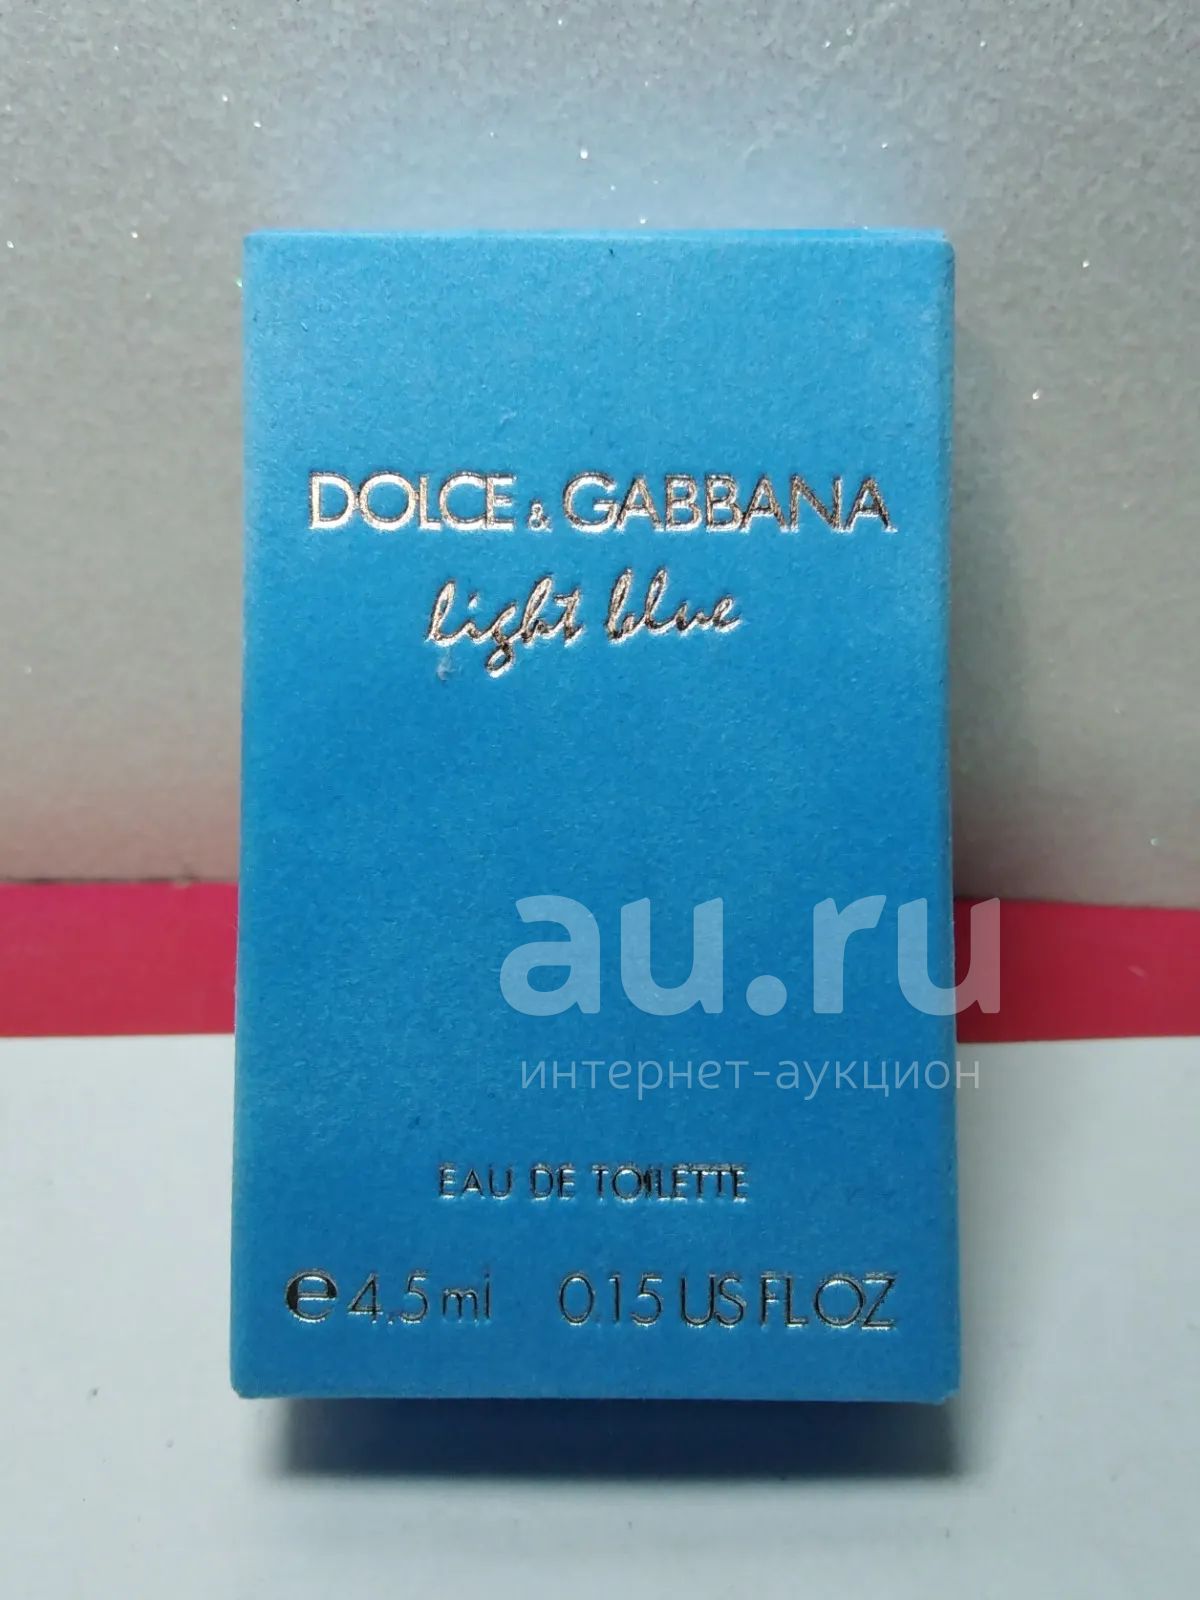 DOLCE & GABBANA
light blue
au.ru
интернет-аукцион
EAU DE TOILETTE
e 4.5 ml 0.15 US FL OZ